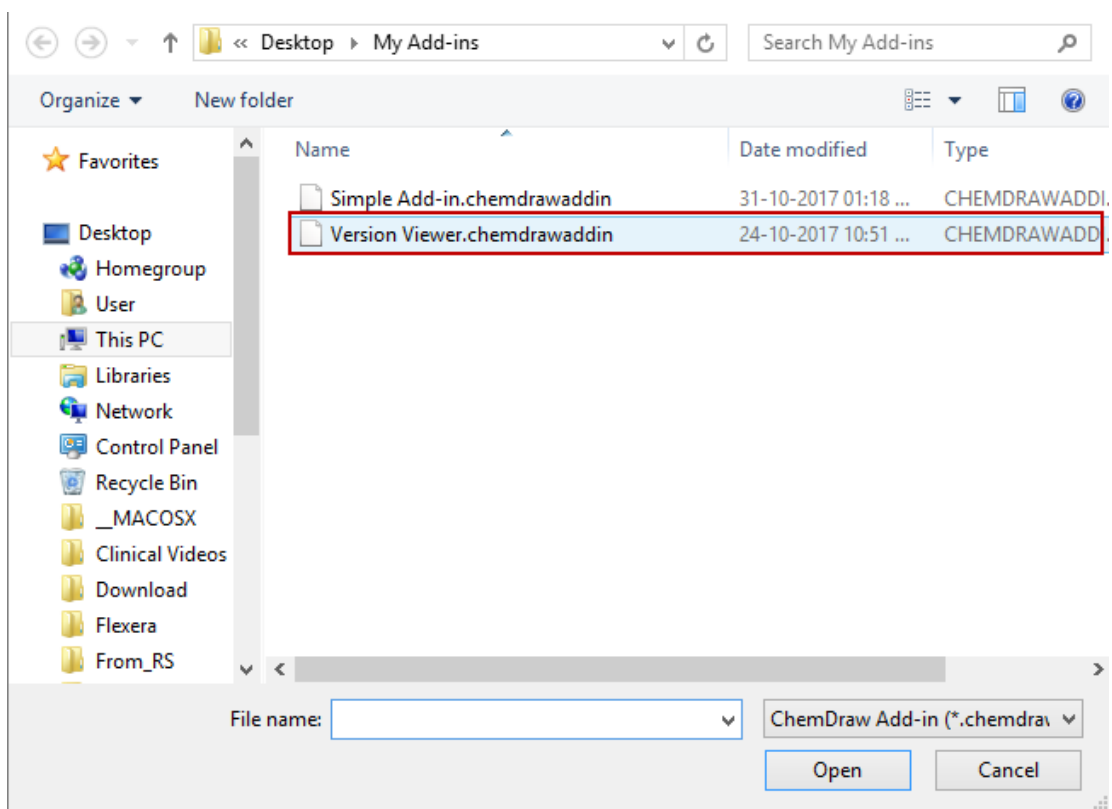 « Desktop My Add-ins
Search My Add-ins
Organize New folder
Name Date modified Type
Favorites
Simple Add-in.chemdrawaddin 31-10-2017 01:18 ... CHEMDRAWADDI
Version Viewer.chemdrawaddin 24-10-2017 10:51 ... CHEMDRAWADD
Desktop
Homegroup
User
This PC
Libraries
Network
Control Panel
Recycle Bin
__MACOSX
Clinical Videos
Download
Flexera
From_RS
File name:
ChemDraw Add-in (*.chemdra
Open Cancel